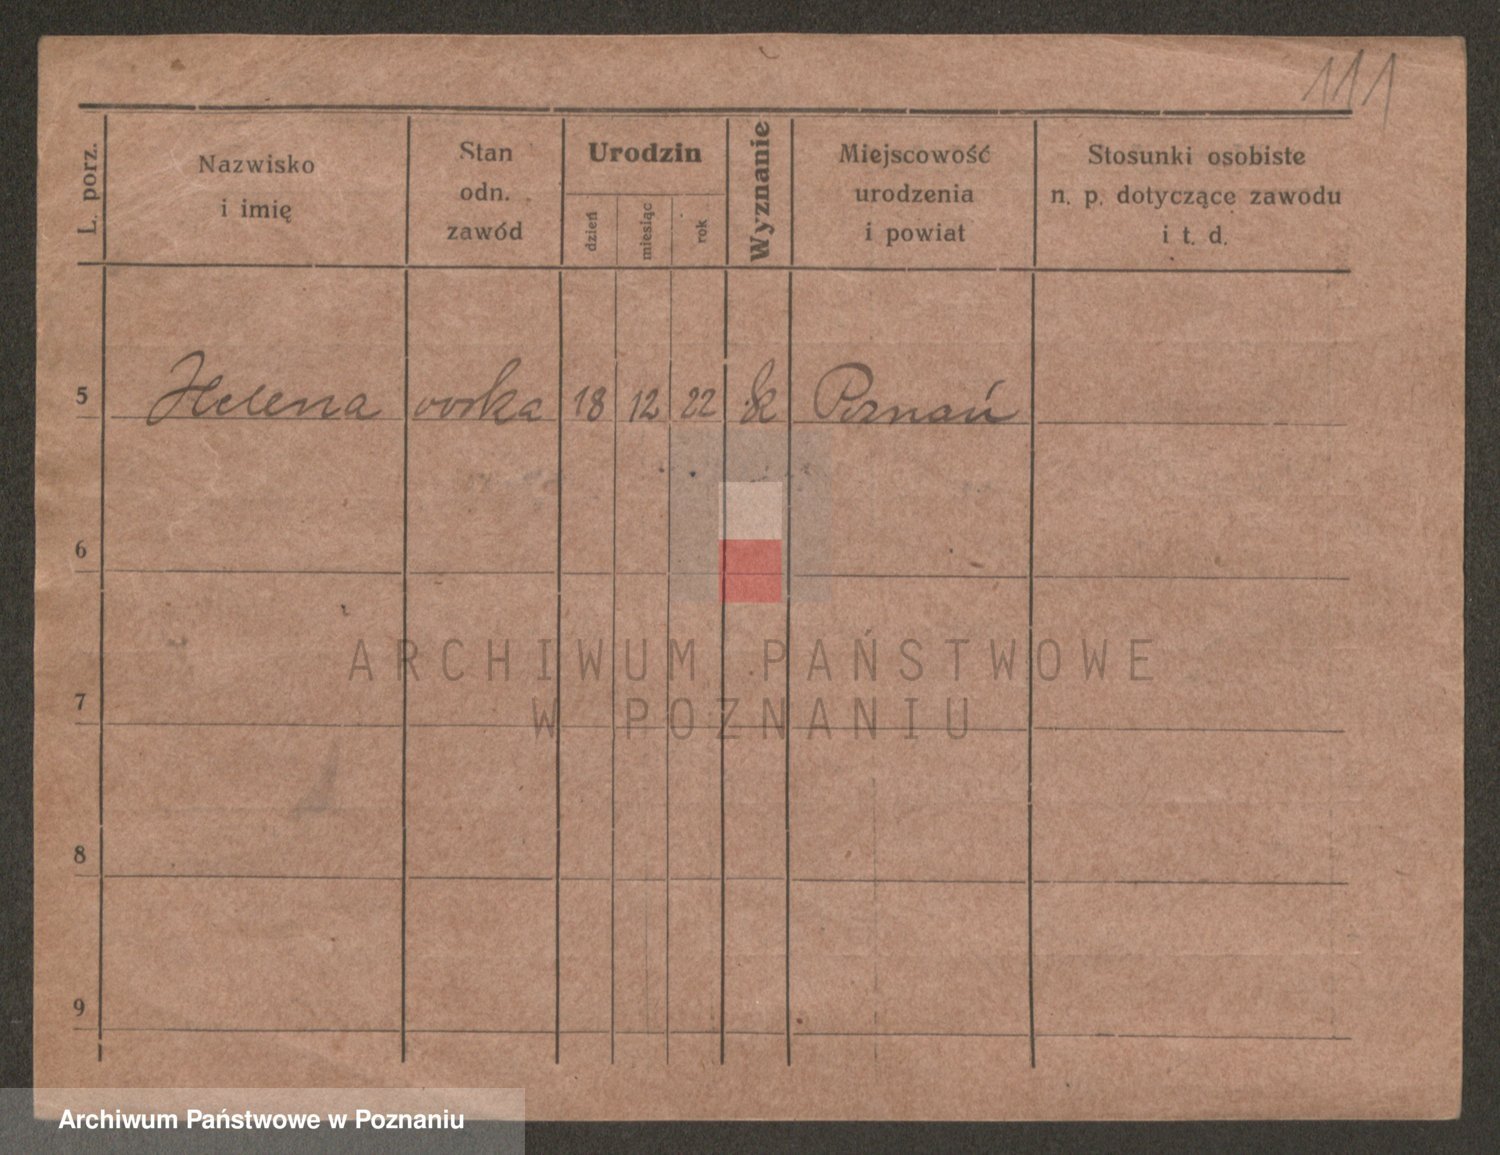 111
L. porz.
Nazwisko
i imię
Stan
odn.
zawód
Urodzin
dzień
miesiąc
rok
Wyznanie
Miejscowość
urodzenia
i powiat
Stosunki osobiste
n. p. dotyczące zawodu
i t. d.
5 Helena 18 12 22 k Poznań
6
7
8
9
ARCHIWUM PAŃSTWOWE
W POZNANIU
Archiwum Państwowe w Poznaniu